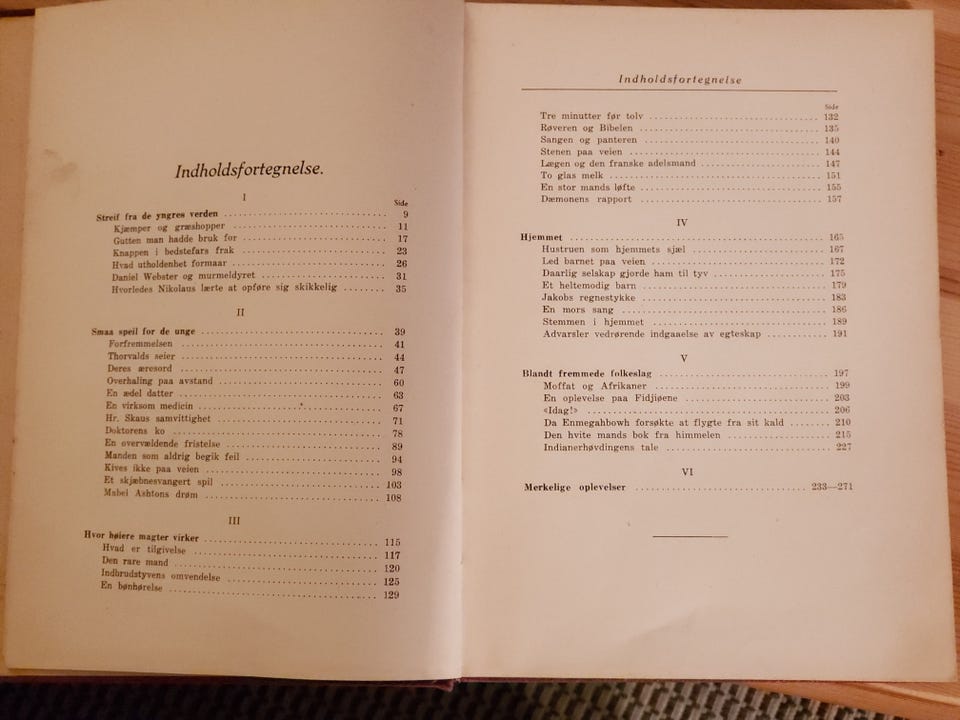 Indholdsfortegnelse.
I
Side
Streif fra de yngres verden ........ 9
Kjæmper og græshopper ........ 11
Gutten man hadde bruk for ........ 17
Knappen i bedstefars frak ........ 23
Hvad utholdenhet formaar ........ 26
Daniel Webster og murmeldyret ........ 31
Hvorledes Nikolaus lærte at opføre sig skikkelig ........ 35
II
Smaa speil for de unge ........ 39
Forfremmelsen ........ 41
Thorvalds seier ........ 44
Deres æresord ........ 47
Overhaling paa avstand ........ 60
En ædel datter ........ 63
En virksom medicin ........ 67
Hr. Skaus samvittighet ........ 71
Doktorens ko ........ 78
En overvældende fristelse ........ 89
Manden som aldrig begik feil ........ 94
Kives ikke paa veien ........ 98
Et skjæbnesvangert spil ........ 103
Mabel Ashtons drøm ........ 108
III
Hvor høiere magter virker ........ 115
Hvad er tilgivelse ........ 117
Den rare mand ........ 120
Indbrudstyvens omvendelse ........ 125
En bønhørelse ........ 129
Indholdsfortegnelse
Side
Tre minutter før tolv ........ 132
Røveren og Bibelen ........ 135
Sangen og panteren ........ 140
Stenen paa veien ........ 144
Lægen og den franske adelsmand ........ 147
To glas melk ........ 151
En stor mands løfte ........ 155
Dæmonens rapport ........ 157
IV
Hjemmet ........ 165
Hustruen som hjemmets sjæl ........ 167
Led barnet paa veien ........ 172
Daarlig selskap gjorde ham til tyv ........ 175
Et heltemodig barn ........ 179
Jakobs regnestykke ........ 183
En mors sang ........ 186
Stemmen i hjemmet ........ 189
Advarsler vedrørende indgaaelse av egteskap ........ 191
V
Blandt fremmede folkeslag ........ 197
Moffat og Afrikaner ........ 199
En oplevelse paa Fidjiøene ........ 203
«Idag!» ........ 206
Da Enmegahbowh forsøkte at flygte fra sit kald ........ 210
Den hvite mands bok fra himmelen ........ 215
Indianerhøvdingens tale ........ 227
VI
Merkelige oplevelser ........ 233—271